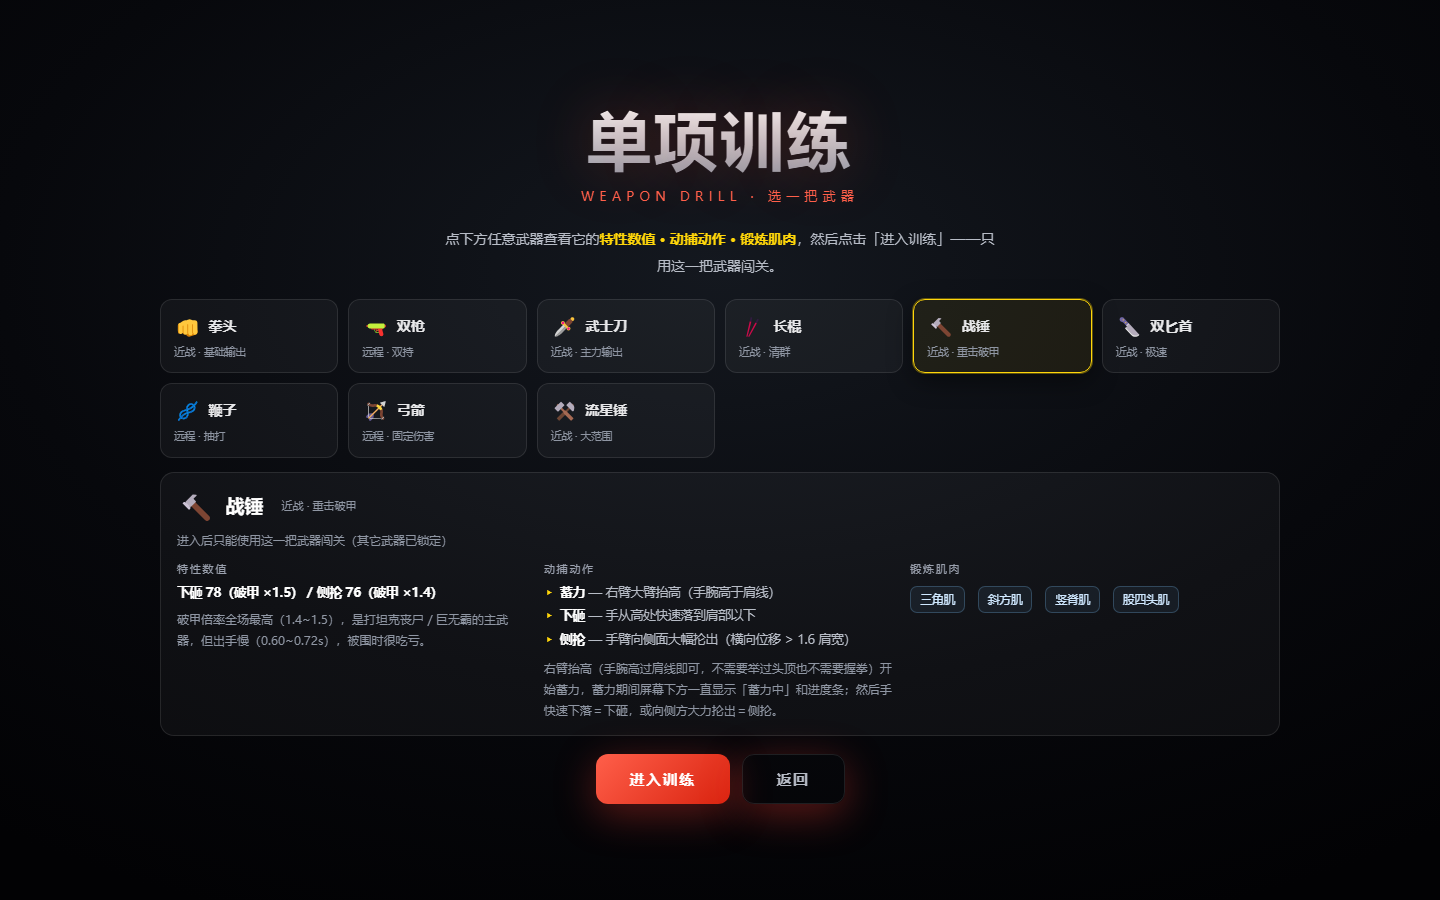 单项训练
WEAPON DRILL · 选一把武器
点下方任意武器查看它的特性数值 • 动捕动作 • 锻炼肌肉，然后点击「进入训练」——只
用这一把武器闯关。
拳头
近战 · 基础输出
双枪
远程 · 双持
武士刀
近战 · 主力输出
长棍
近战 · 清群
战锤
近战 · 重击破甲
双匕首
近战 · 极速
鞭子
远程 · 抽打
弓箭
远程 · 固定伤害
流星锤
近战 · 大范围
战锤 近战 · 重击破甲
进入后只能使用这一把武器闯关（其它武器已锁定）
特性数值
下砸 78（破甲 ×1.5） / 侧抡 76（破甲 ×1.4）
破甲倍率全场最高（1.4~1.5），是打坦克丧尸 / 巨无霸的主武
器，但出手慢（0.60~0.72s），被围时很吃亏。
动捕动作
▸ 蓄力 — 右臂大臂抬高（手腕高于肩线）
▸ 下砸 — 手从高处快速落到肩部以下
▸ 侧抡 — 手臂向侧面大幅抡出（横向位移 > 1.6 肩宽）
右臂抬高（手腕高过肩线即可，不需要举过头顶也不需要握拳）开
始蓄力，蓄力期间屏幕下方一直显示「蓄力中」和进度条；然后手
快速下落 = 下砸，或向侧方大力抡出 = 侧抡。
锻炼肌肉
三角肌
斜方肌
竖脊肌
股四头肌
进入训练
返回